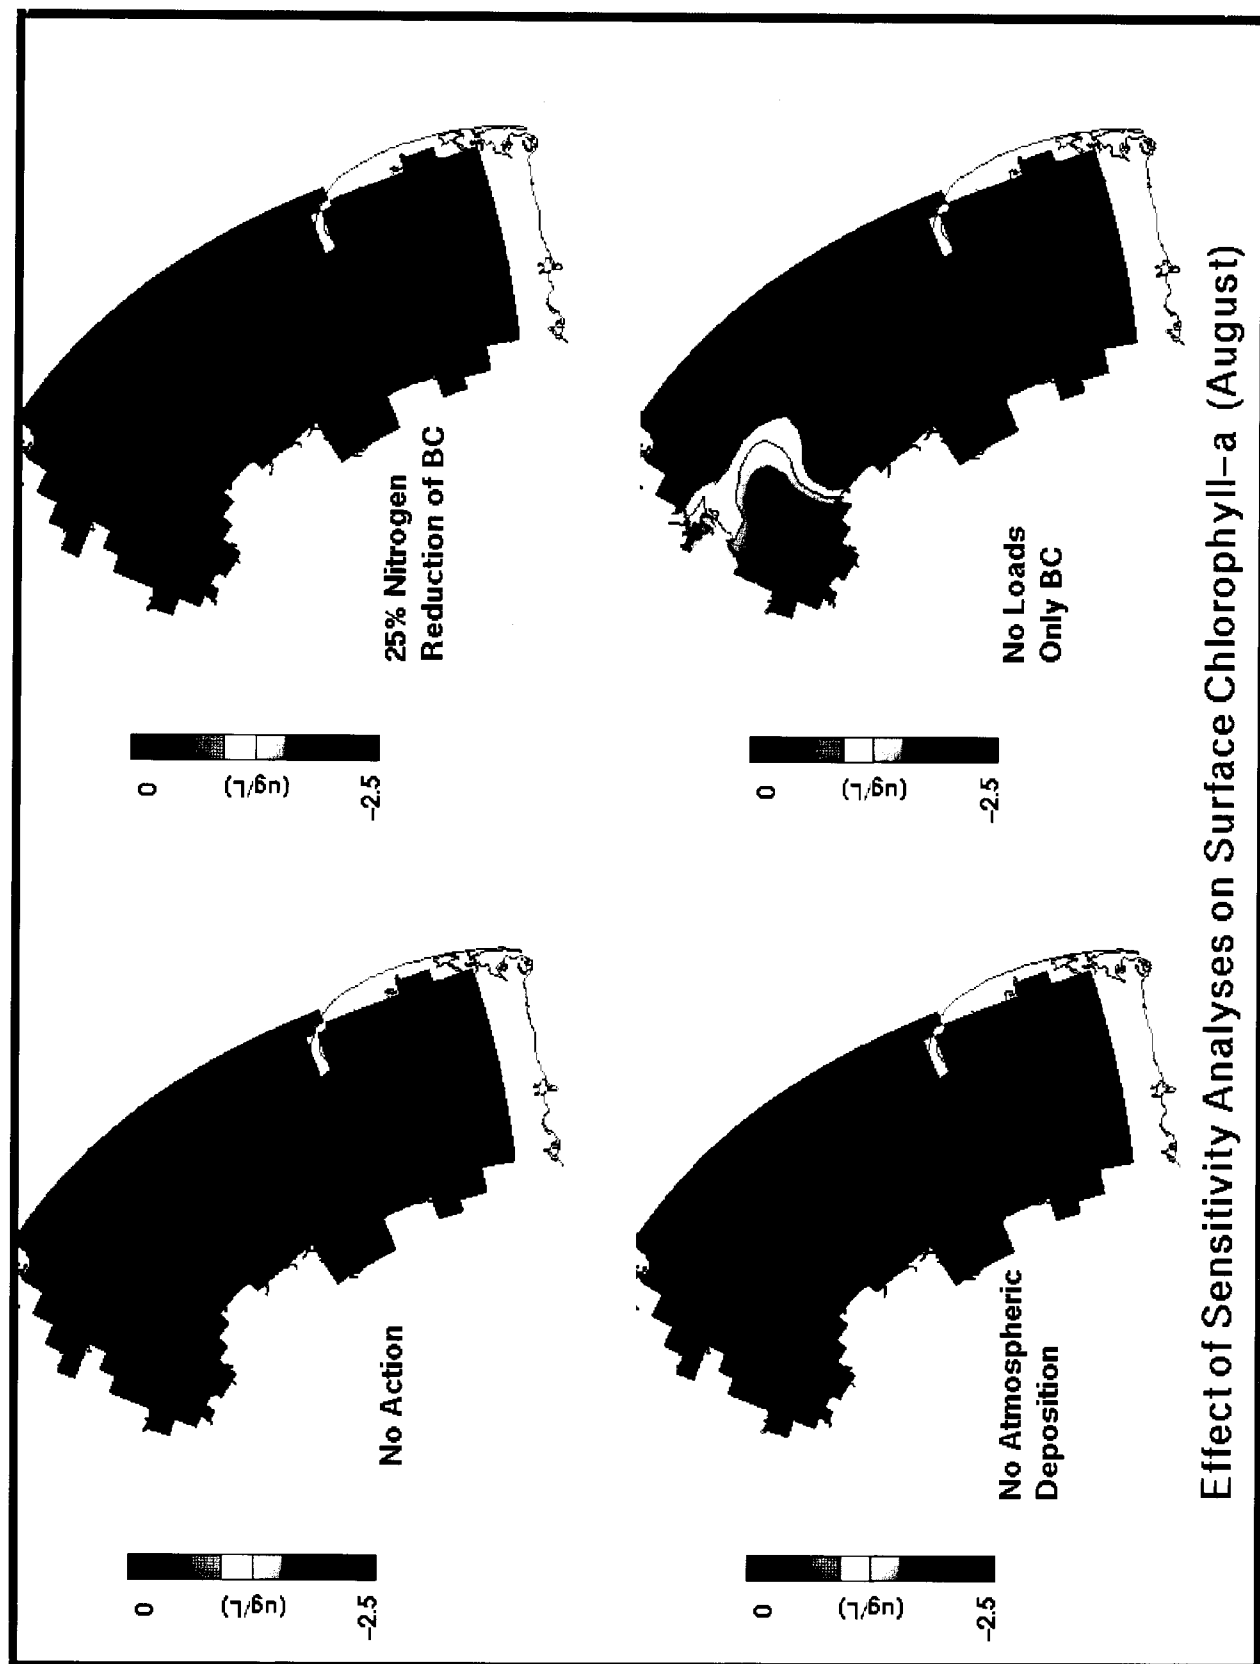 No Action
0
(ug/L)
-2.5
25% Nitrogen
Reduction of BC
0
(ug/L)
-2.5
No Atmospheric
Deposition
0
(ug/L)
-2.5
No Loads
Only BC
0
(ug/L)
-2.5
Effect of Sensitivity Analyses on Surface Chlorophyll-a (August)